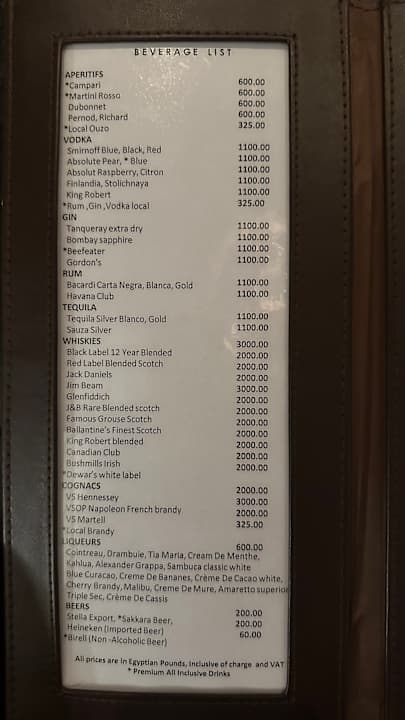 BEVERAGE LIST
APERITIFS
*Campari 600.00
*Martini Rosso 600.00
Dubonnet 600.00
Pernod, Richard 600.00
*Local Ouzo 325.00
VODKA
Smirnoff Blue, Black, Red 1100.00
Absolute Pear, * Blue 1100.00
Absolut Raspberry, Citron 1100.00
Finlandia, Stolichnaya 1100.00
King Robert 1100.00
*Rum ,Gin ,Vodka local 325.00
GIN
Tanqueray extra dry 1100.00
Bombay sapphire 1100.00
*Beefeater 1100.00
Gordon's 1100.00
RUM
Bacardi Carta Negra, Blanca, Gold 1100.00
Havana Club 1100.00
TEQUILA
Tequila Silver Blanco, Gold 1100.00
Sauza Silver 1100.00
WHISKIES
Black Label 12 Year Blended 3000.00
Red Label Blended Scotch 2000.00
Jack Daniels 2000.00
Jim Beam 2000.00
Glenfiddich 3000.00
J&B Rare Blended scotch 2000.00
Famous Grouse Scotch 2000.00
Ballantine's Finest Scotch 2000.00
King Robert blended 2000.00
Canadian Club 2000.00
Bushmills Irish 2000.00
*Dewar's white label 2000.00
COGNACS
VS Hennessey 2000.00
VSOP Napoleon French brandy 3000.00
VS Martell 2000.00
*Local Brandy 325.00
LIQUEURS
Cointreau, Drambuie, Tia Maria, Cream De Menthe, 600.00
Kahlua, Alexander Grappa, Sambuca classic white
Blue Curacao, Creme De Bananes, Crème De Cacao white,
Cherry Brandy, Malibu, Creme De Mure, Amaretto superior
Triple Sec, Crème De Cassis
BEERS
Stella Export, *Sakkara Beer, 200.00
Heineken (Imported Beer) 200.00
*Birell (Non -Alcoholic Beer) 60.00
All prices are in Egyptian Pounds, inclusive of charge and VAT
* Premium All Inclusive Drinks